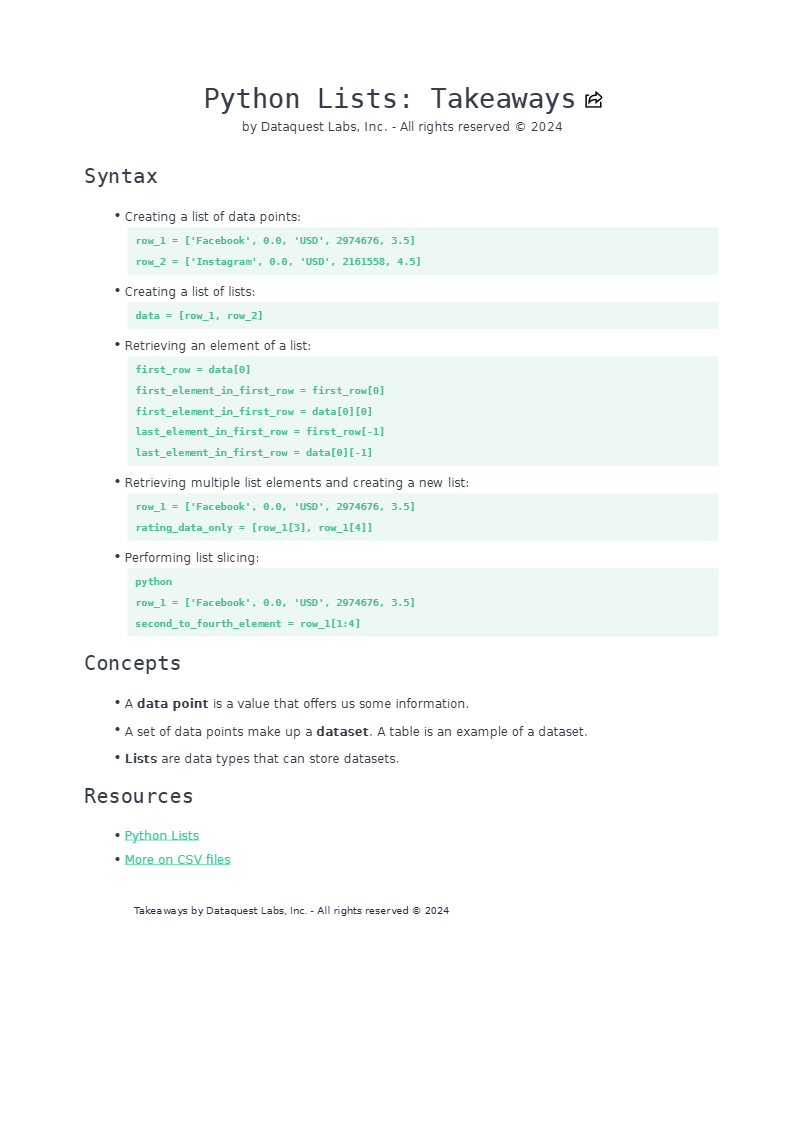 Python Lists: Takeaways
by Dataquest Labs, Inc. - All rights reserved © 2024
Syntax
• Creating a list of data points:
row_1 = ['Facebook', 0.0, 'USD', 2974676, 3.5]
row_2 = ['Instagram', 0.0, 'USD', 2161558, 4.5]
• Creating a list of lists:
data = [row_1, row_2]
• Retrieving an element of a list:
first_row = data[0]
first_element_in_first_row = first_row[0]
first_element_in_first_row = data[0][0]
last_element_in_first_row = first_row[-1]
last_element_in_first_row = data[0][-1]
• Retrieving multiple list elements and creating a new list:
row_1 = ['Facebook', 0.0, 'USD', 2974676, 3.5]
rating_data_only = [row_1[3], row_1[4]]
• Performing list slicing:
python
row_1 = ['Facebook', 0.0, 'USD', 2974676, 3.5]
second_to_fourth_element = row_1[1:4]
Concepts
• A data point is a value that offers us some information.
• A set of data points make up a dataset. A table is an example of a dataset.
• Lists are data types that can store datasets.
Resources
• Python Lists
• More on CSV files
Takeaways by Dataquest Labs, Inc. - All rights reserved © 2024